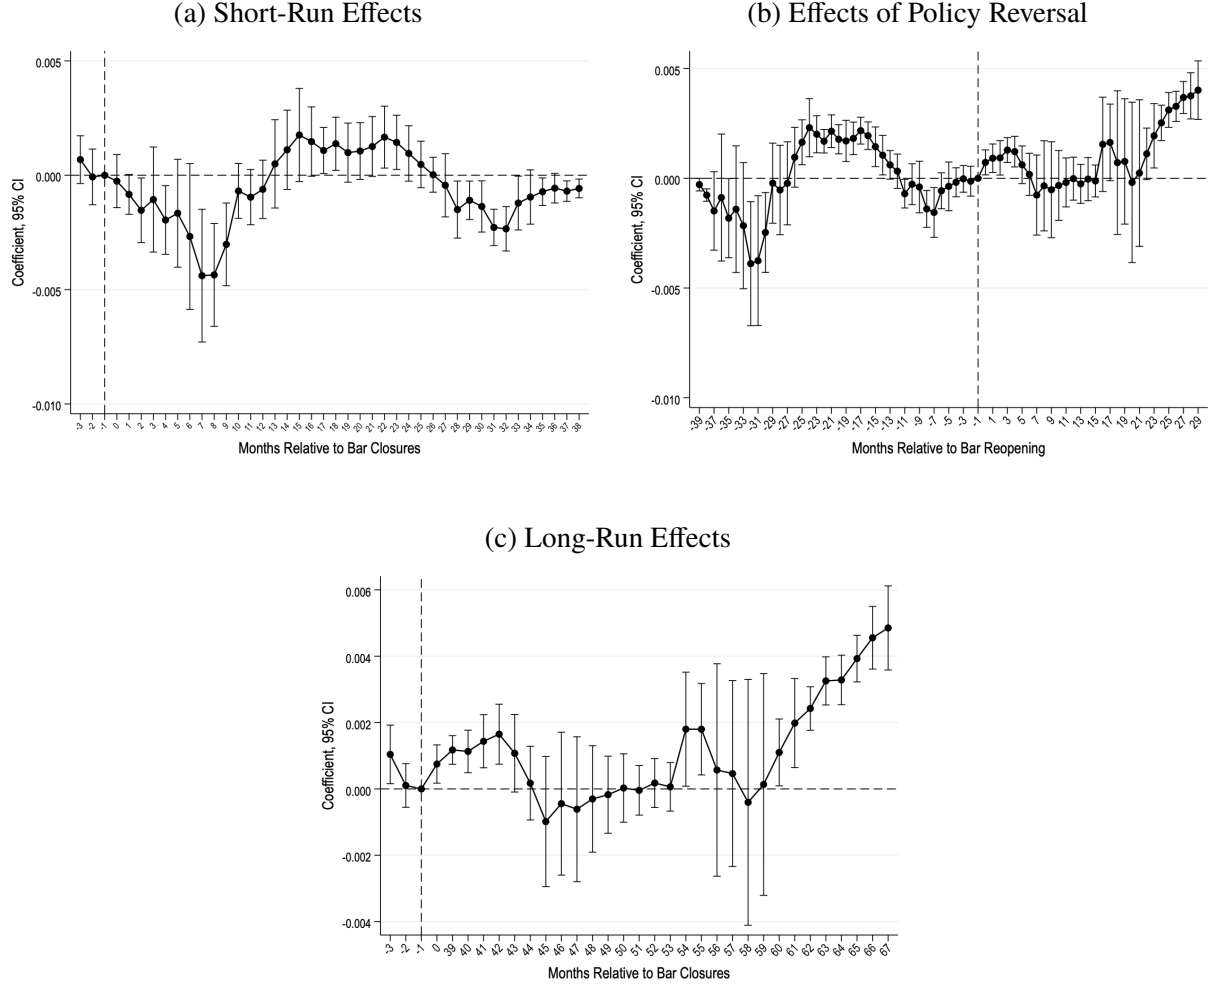 (a) Short-Run Effects
0.005
0.000
-0.005
-0.010
Coefficient, 95% CI
-3 -2 -1 0 1 2 3 4 5 6 7 8 9 10 11 12 13 14 15 16 17 18 19 20 21 22 23 24 25 26 27 28 29 30 31 32 33 34 35 36 37 38
Months Relative to Bar Closures
(b) Effects of Policy Reversal
0.005
0.000
-0.005
-0.010
Coefficient, 95% CI
-39 -37 -35 -33 -31 -29 -27 -25 -23 -21 -19 -17 -15 -13 -11 -9 -7 -5 -3 -1 1 3 5 7 9 11 13 15 17 19 21 23 25 27 29
Months Relative to Bar Reopening
(c) Long-Run Effects
0.006
0.004
0.002
0.000
-0.002
-0.004
Coefficient, 95% CI
-3 -2 -1 0 39 40 41 42 43 44 45 46 47 48 49 50 51 52 53 54 55 56 57 58 59 60 61 62 63 64 65 66 67
Months Relative to Bar Closures